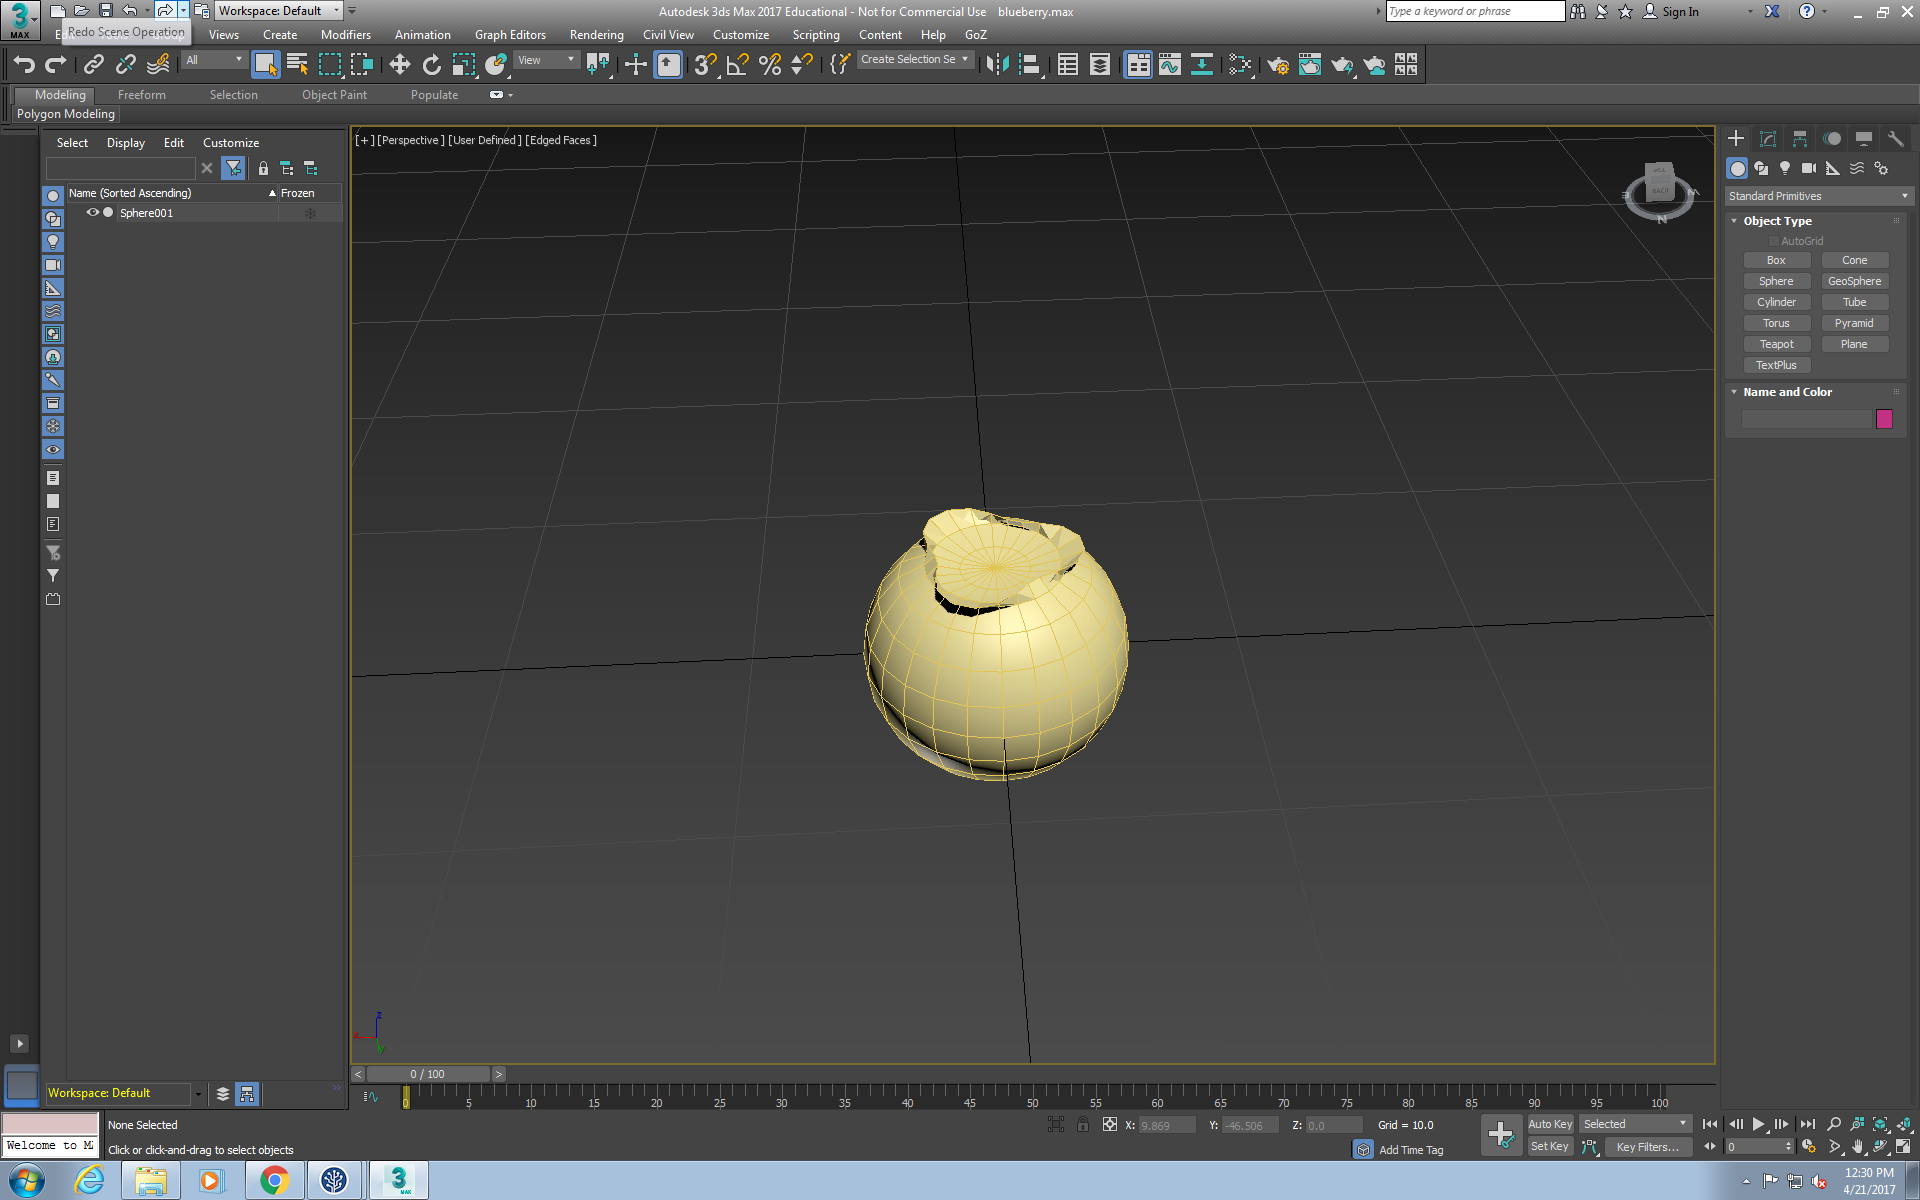 3
MAX
Workspace: Default
Autodesk 3ds Max 2017 Educational - Not for Commercial Use    blueberry.max
Type a keyword or phrase
Sign In
Redo Scene Operation
Views
Create
Modifiers
Animation
Graph Editors
Rendering
Civil View
Customize
Scripting
Content
Help
GoZ
All
View
Create Selection Se
Modeling
Freeform
Selection
Object Paint
Populate
Polygon Modeling
Select
Display
Edit
Customize
Name (Sorted Ascending)
Frozen
Sphere001
[+] [Perspective ] [User Defined ] [Edged Faces ]
BACK
N
Standard Primitives
Object Type
AutoGrid
Box
Cone
Sphere
GeoSphere
Cylinder
Tube
Torus
Pyramid
Teapot
Plane
TextPlus
Name and Color
z
x
y
< 0 / 100 >
Workspace: Default
0 5 10 15 20 25 30 35 40 45 50 55 60 65 70 75 80 85 90 95 100
None Selected
X: 9.869
Y: -46.506
Z: 0.0
Grid = 10.0
Auto Key
Selected
Welcome to M
Click or click-and-drag to select objects
Add Time Tag
Set Key
Key Filters...
0
3
MAX
12:30 PM
4/21/2017